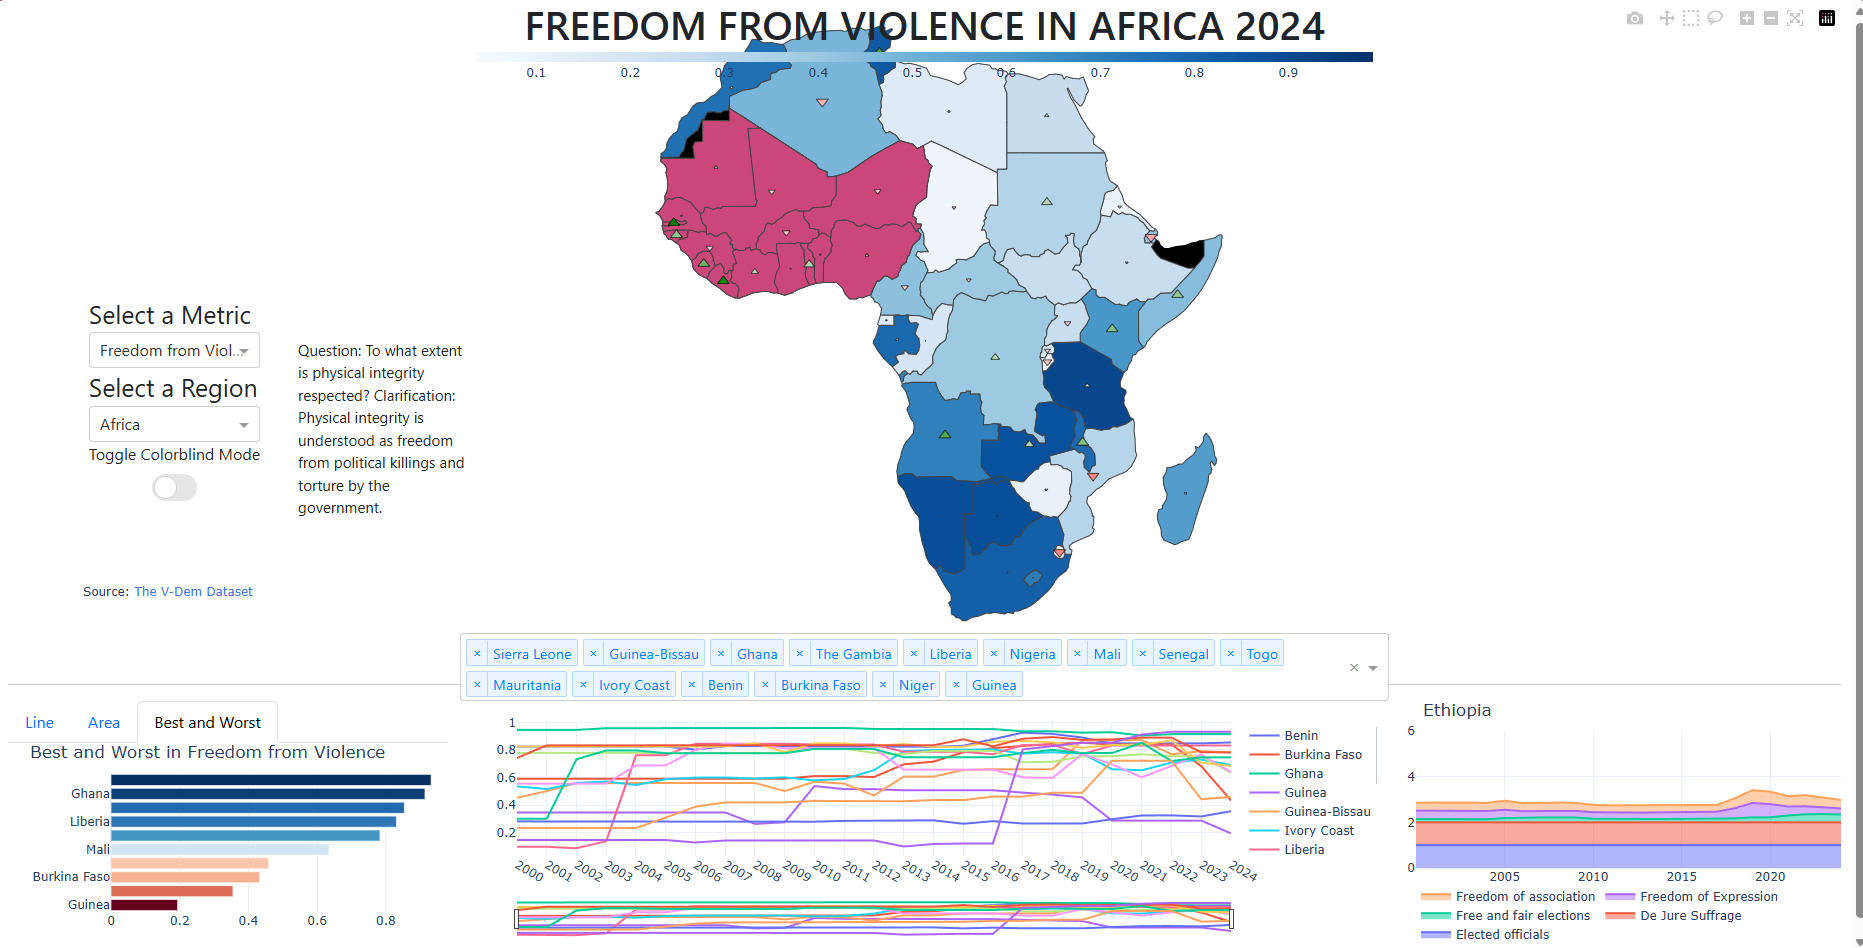 FREEDOM FROM VIOLENCE IN AFRICA 2024
0.1 0.2 0.3 0.4 0.5 0.6 0.7 0.8 0.9
Select a Metric
Freedom from Viol...
Select a Region
Africa
Toggle Colorblind Mode
Question: To what extent
is physical integrity
respected? Clarification:
Physical integrity is
understood as freedom
from political killings and
torture by the
government.
Source: The V-Dem Dataset
× Sierra Leone × Guinea-Bissau × Ghana × The Gambia × Liberia × Nigeria × Mali × Senegal × Togo
× Mauritania × Ivory Coast × Benin × Burkina Faso × Niger × Guinea
Line Area Best and Worst
Best and Worst in Freedom from Violence
Ghana
Liberia
Mali
Burkina Faso
Guinea
0 0.2 0.4 0.6 0.8
1
0.8
0.6
0.4
0.2
2000 2001 2002 2003 2004 2005 2006 2007 2008 2009 2010 2011 2012 2013 2014 2015 2016 2017 2018 2019 2020 2021 2022 2023 2024
Benin
Burkina Faso
Ghana
Guinea
Guinea-Bissau
Ivory Coast
Liberia
Ethiopia
6
4
2
0
2005 2010 2015 2020
Freedom of association Freedom of Expression
Free and fair elections De Jure Suffrage
Elected officials